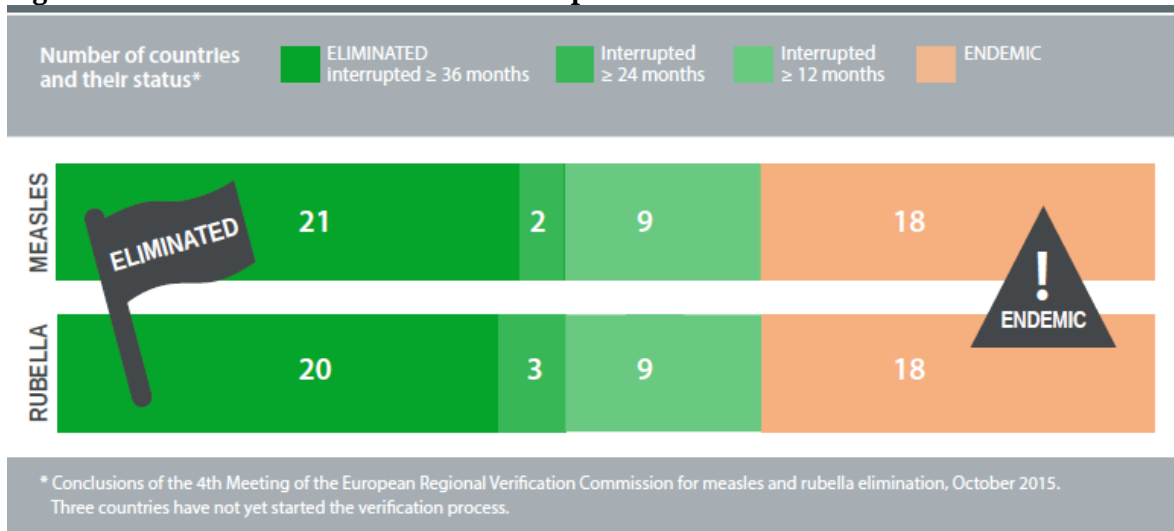 Number of countries
and their status*
ELIMINATED
interrupted ≥ 36 months
Interrupted
≥ 24 months
Interrupted
≥ 12 months
ENDEMIC
MEASLES
ELIMINATED
21
2
9
18
!
ENDEMIC
RUBELLA
20
3
9
18
* Conclusions of the 4th Meeting of the European Regional Verification Commission for measles and rubella elimination, October 2015.
Three countries have not yet started the verification process.